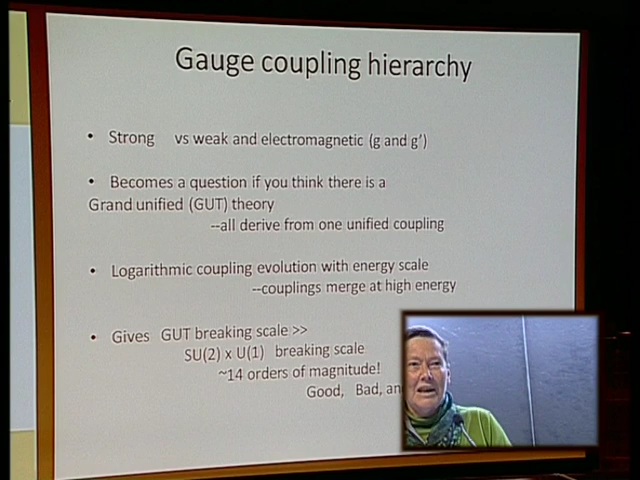 Gauge coupling hierarchy
• Strong vs weak and electromagnetic (g and g')
• Becomes a question if you think there is a
Grand unified (GUT) theory
--all derive from one unified coupling
• Logarithmic coupling evolution with energy scale
--couplings merge at high energy
• Gives GUT breaking scale >>
SU(2) x U(1) breaking scale
~14 orders of magnitude!
Good, Bad,